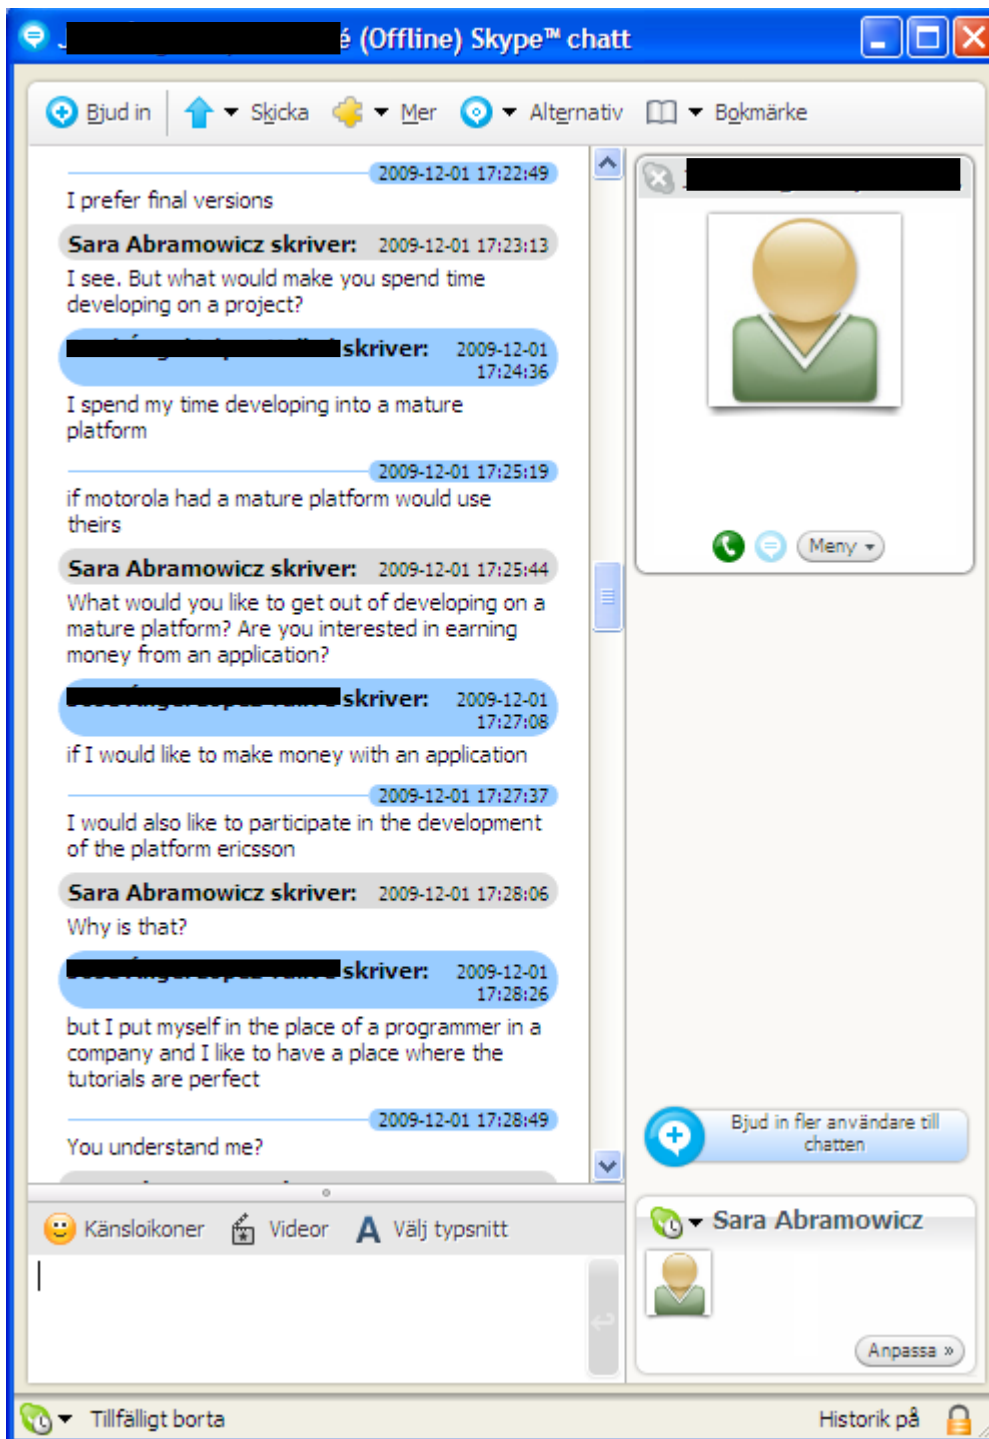 é (Offline) Skype™ chatt
Bjud in Skicka Mer Alternativ Bokmärke
2009-12-01 17:22:49
I prefer final versions
Sara Abramowicz skriver: 2009-12-01 17:23:13
I see. But what would make you spend time
developing on a project?
skriver: 2009-12-01
17:24:36
I spend my time developing into a mature
platform
2009-12-01 17:25:19
if motorola had a mature platform would use
theirs
Sara Abramowicz skriver: 2009-12-01 17:25:44
What would you like to get out of developing on a
mature platform? Are you interested in earning
money from an application?
skriver: 2009-12-01
17:27:08
if I would like to make money with an application
2009-12-01 17:27:37
I would also like to participate in the development
of the platform ericsson
Sara Abramowicz skriver: 2009-12-01 17:28:06
Why is that?
skriver: 2009-12-01
17:28:26
but I put myself in the place of a programmer in a
company and I like to have a place where the
tutorials are perfect
2009-12-01 17:28:49
You understand me?
Känsloikoner Videor A Välj typsnitt
Meny
Bjud in fler användare till
chatten
Sara Abramowicz
Anpassa »
Tillfälligt borta
Historik på